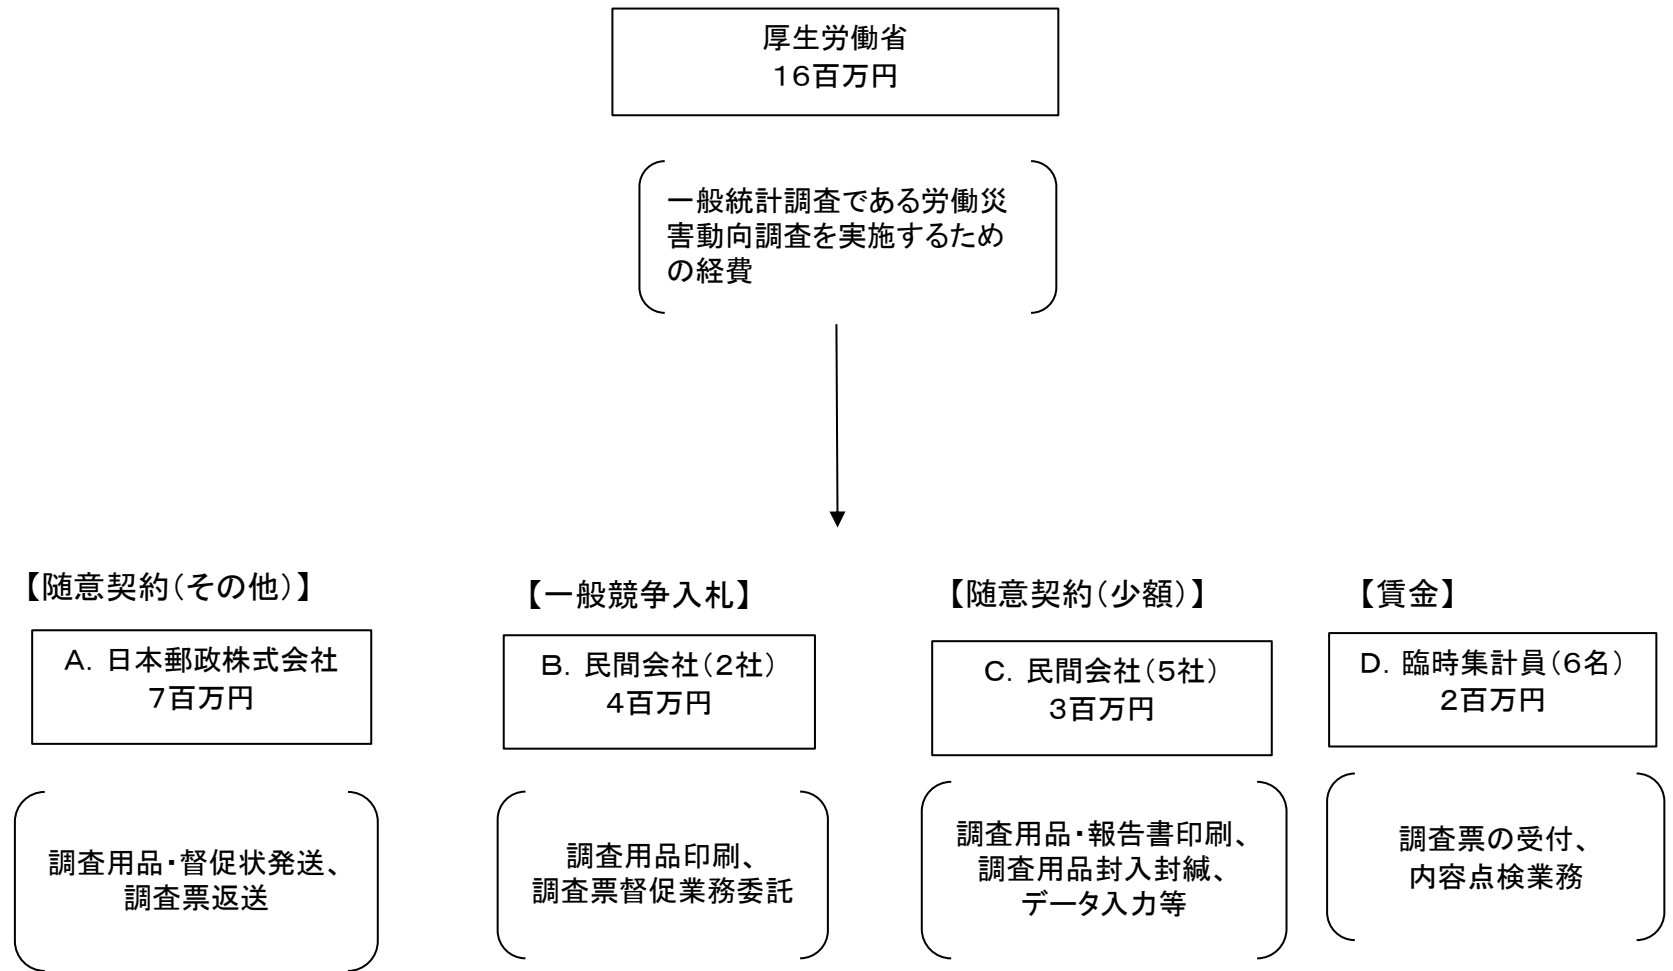 厚生労働省
16百万円
一般統計調査である労働災
害動向調査を実施するため
の経費
【随意契約(その他)】
A. 日本郵政株式会社
7百万円
調査用品・督促状発送、
調査票返送
【一般競争入札】
B. 民間会社(2社)
4百万円
調査用品印刷、
調査票督促業務委託
【随意契約(少額)】
C. 民間会社(5社)
3百万円
調査用品・報告書印刷、
調査用品封入封緘、
データ入力等
【賃金】
D. 臨時集計員(6名)
2百万円
調査票の受付、
内容点検業務